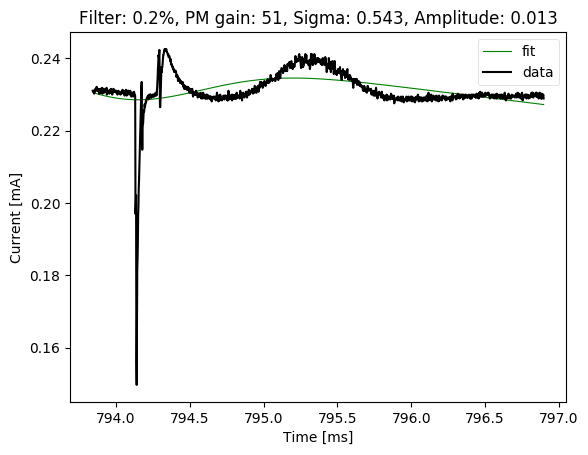 Filter: 0.2%, PM gain: 51, Sigma: 0.543, Amplitude: 0.013
fit
data
0.24
0.22
0.20
0.18
0.16
Current [mA]
794.0 794.5 795.0 795.5 796.0 796.5 797.0
Time [ms]